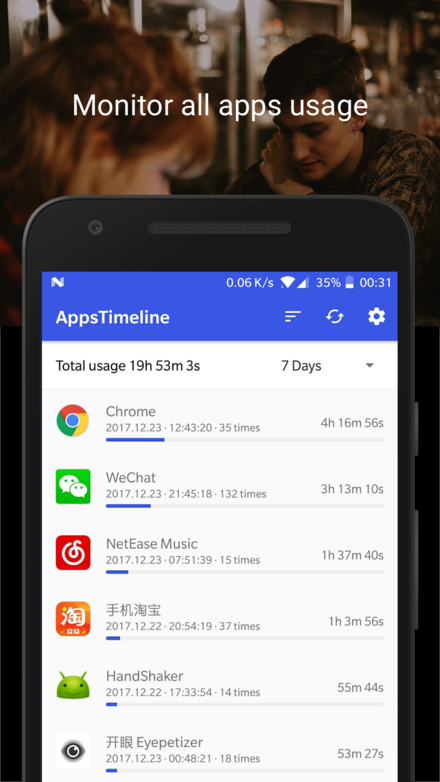 Monitor all apps usage
0.06 K/s 35% 00:31
AppsTimeline
Total usage 19h 53m 3s 7 Days
Chrome
2017.12.23 · 12:43:20 · 35 times 4h 16m 56s
WeChat
2017.12.23 · 21:45:18 · 132 times 3h 13m 10s
NetEase Music
2017.12.23 · 07:51:39 · 15 times 1h 37m 40s
手机淘宝
淘 12.12 2017.12.22 · 20:54:19 · 37 times 1h 3m 56s
HandShaker
2017.12.22 · 17:33:54 · 14 times 55m 44s
开眼 Eyepetizer
2017.12.23 · 00:48:21 · 18 times 53m 27s